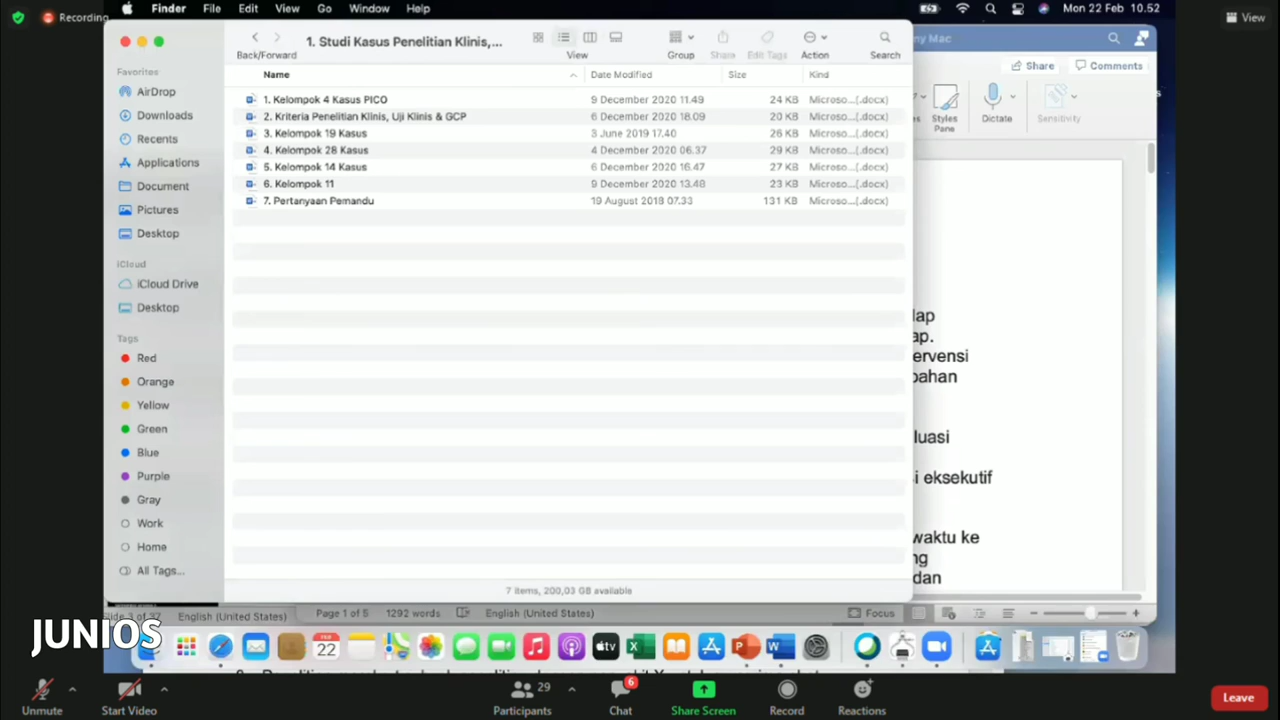 Recording
Finder File Edit View Go Window Help
Mon 22 Feb 10.52
View
1. Studi Kasus Penelitian Klinis,...
Back/Forward View Group Share Edit Tags Action Search
ny Mac
Share Comments
Styles Pane
Dictate
Sensitivity
Name Date Modified Size Kind
1. Kelompok 4 Kasus PICO 9 December 2020 11.49 24 KB Microso...(.docx)
2. Kriteria Penelitian Klinis, Uji Klinis & GCP 6 December 2020 18.09 20 KB Microso...(.docx)
3. Kelompok 19 Kasus 3 June 2019 17.40 26 KB Microso...(.docx)
4. Kelompok 28 Kasus 4 December 2020 06.37 29 KB Microso...(.docx)
5. Kelompok 14 Kasus 6 December 2020 16.47 27 KB Microso...(.docx)
6. Kelompok 11 9 December 2020 13.48 23 KB Microso...(.docx)
7. Pertanyaan Pemandu 19 August 2018 07.33 131 KB Microso...(.docx)
Favorites
AirDrop
Downloads
Recents
Applications
Document
Pictures
Desktop
iCloud
iCloud Drive
Desktop
Tags
Red
Orange
Yellow
Green
Blue
Purple
Gray
Work
Home
All Tags...
lap
ap.
ervensi
bahan
luasi
i eksekutif
waktu ke
ng
dan
7 items, 200,03 GB available
English (United States) Page 1 of 5 1292 words English (United States) Focus
JUNIOS
FEB
22
tv
Unmute Start Video Participants 29 Chat 6 Share Screen Record Reactions Leave